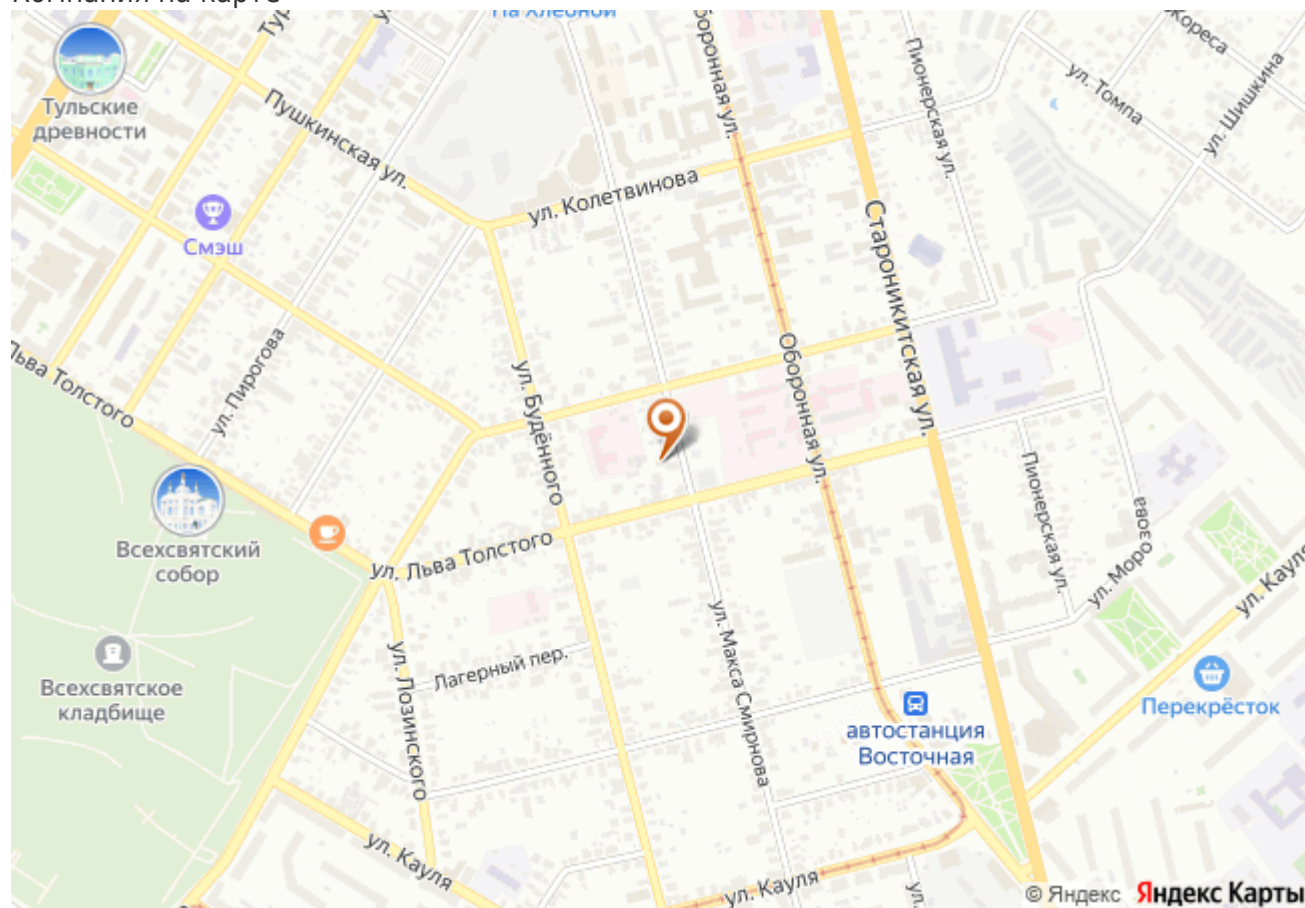 Компания на карте
На Хлебной
Тульские
древности
Пушкинская ул.
Оборонная ул.
Пионерская ул.
ул. Томпа
ул. Шишкина
Смэш
ул. Колетвинова
Староникитская ул.
ул. Пирогова
Льва Толстого
ул. Будённого
Оборонная ул.
Всехсвятский
собор
ул. Льва Толстого
Пионерская ул.
ул. Морозова
ул. Кауля
Лагерный пер.
ул. Лозинского
ул. Макса Смирнова
Всехсвятское
кладбище
Перекрёсток
автостанция
Восточная
ул. Кауля
ул. Кауля
ул.
© Яндекс Яндекс Карты